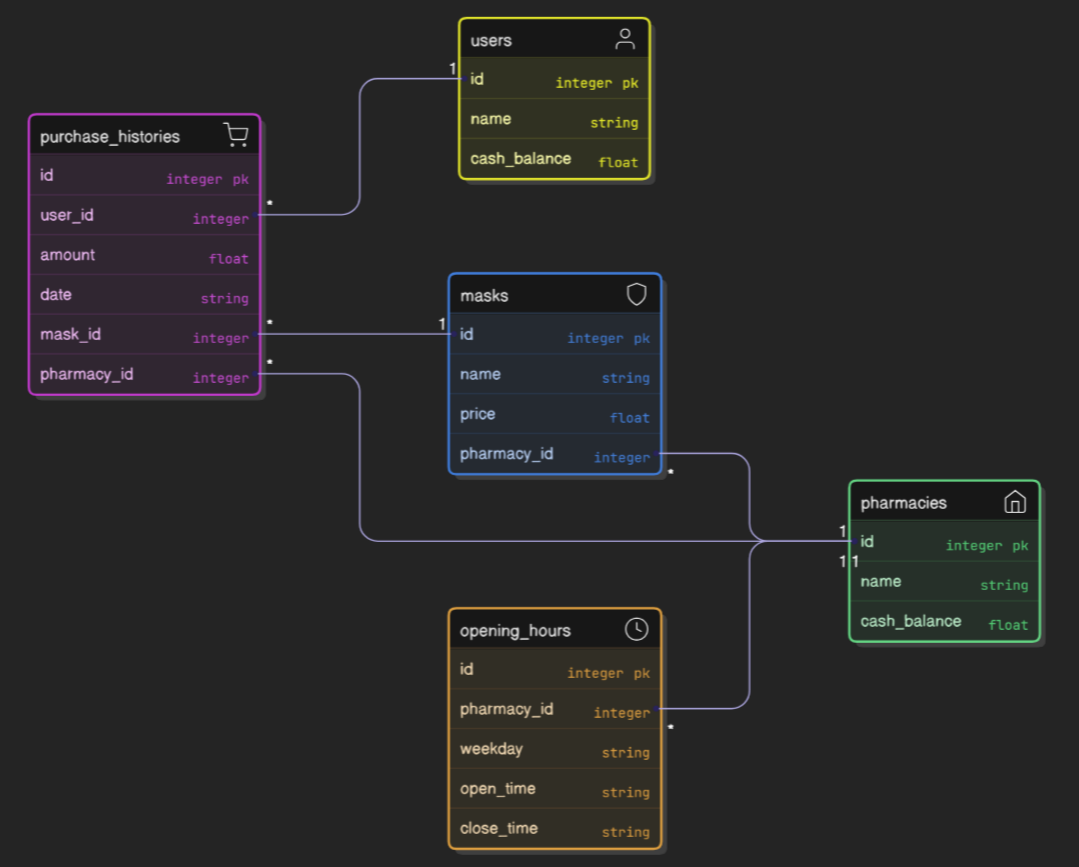 users
1
id integer pk
name string
cash_balance float
purchase_histories
id integer pk
user_id integer
*
amount float
date string
mask_id integer
*
pharmacy_id integer
*
masks
1
id integer pk
name string
price float
pharmacy_id integer
*
pharmacies
1
id integer pk
11
name string
cash_balance float
opening_hours
id integer pk
pharmacy_id integer
*
weekday string
open_time string
close_time string